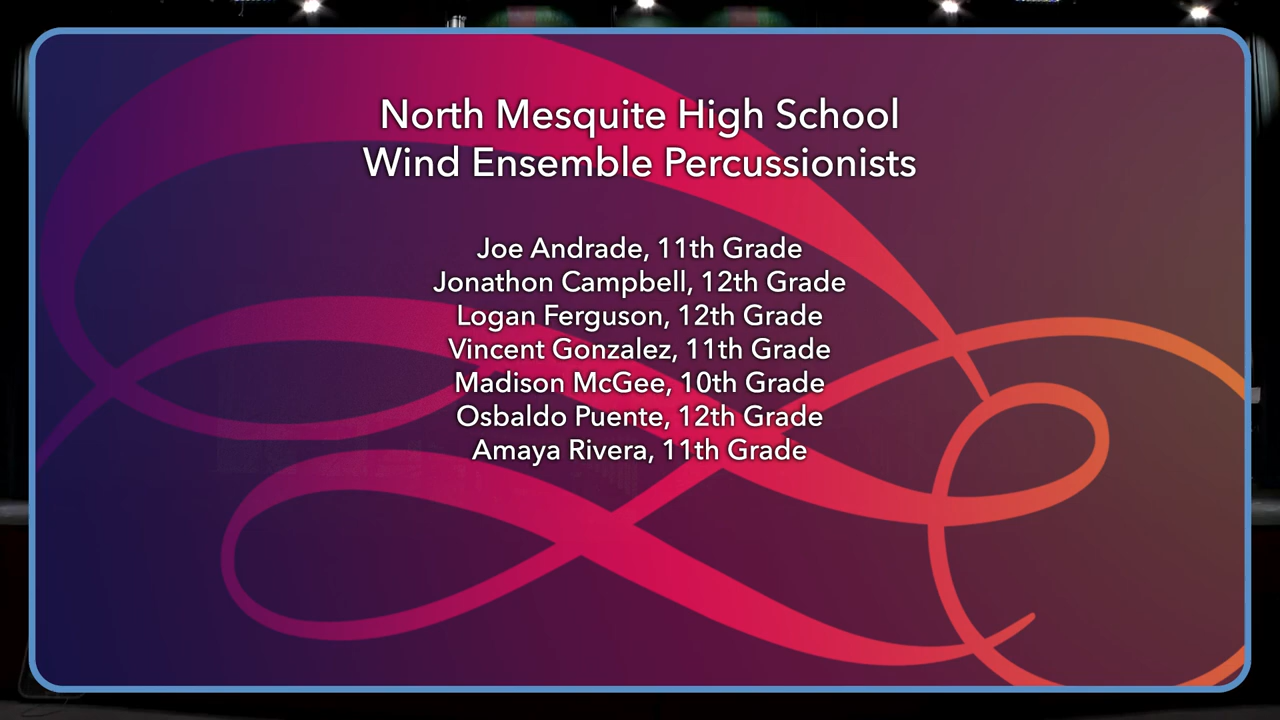 North Mesquite High School
Wind Ensemble Percussionists
Joe Andrade, 11th Grade
Jonathon Campbell, 12th Grade
Logan Ferguson, 12th Grade
Vincent Gonzalez, 11th Grade
Madison McGee, 10th Grade
Osbaldo Puente, 12th Grade
Amaya Rivera, 11th Grade